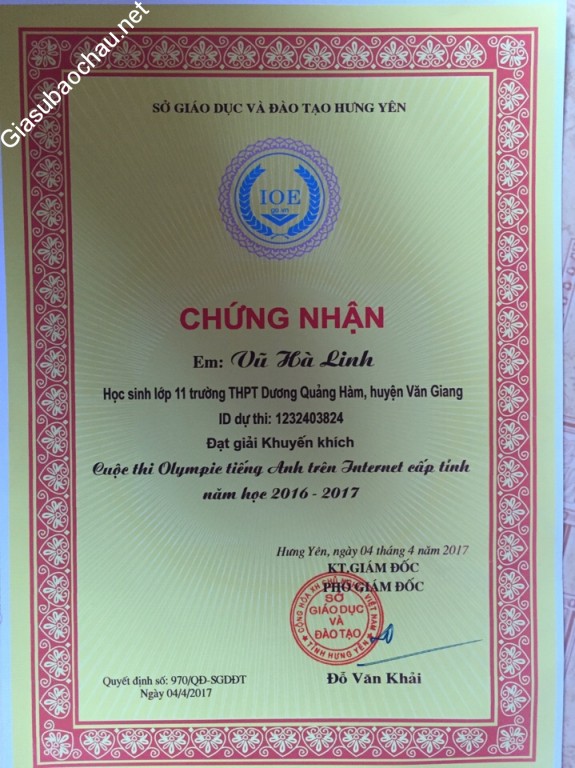 Giasubaochau.net
SỞ GIÁO DỤC VÀ ĐÀO TẠO HƯNG YÊN
IOE
CHỨNG NHẬN
Em: Vũ Hà Linh
Học sinh lớp 11 trường THPT Dương Quảng Hàm, huyện Văn Giang
ID dự thi: 1232403824
Đạt giải Khuyến khích
Cuộc thi Olympic tiếng Anh trên Internet cấp tỉnh
năm học 2016 - 2017
Hưng Yên, ngày 04 tháng 4 năm 2017
KT.GIÁM ĐỐC
PHÓ GIÁM ĐỐC
SỞ
GIÁO DỤC
VÀ
ĐÀO TẠO
TỈNH HƯNG YÊN
Quyết định số: 970/QĐ-SGDĐT
Ngày 04/4/2017
Đỗ Văn Khải